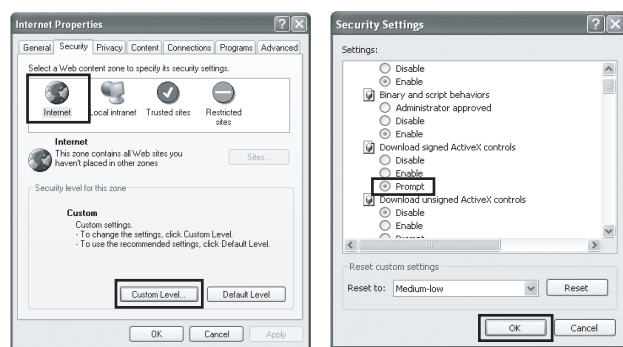 Internet Properties
General Security Privacy Content Connections Programs Advanced
Select a Web content zone to specify its security settings.
Internet Local intranet Trusted sites Restricted
sites
Internet
This zone contains all Web sites you
haven't placed in other zones
Sites...
Security level for this zone
Custom
Custom settings.
- To change the settings, click Custom Level.
- To use the recommended settings, click Default Level.
Custom Level... Default Level
OK Cancel Apply
Security Settings
Settings:
Disable
Enable
Binary and script behaviors
Administrator approved
Disable
Enable
Download signed ActiveX controls
Disable
Enable
Prompt
Download unsigned ActiveX controls
Disable
Enable
Prompt
Reset custom settings
Reset to: Medium-low Reset
OK Cancel